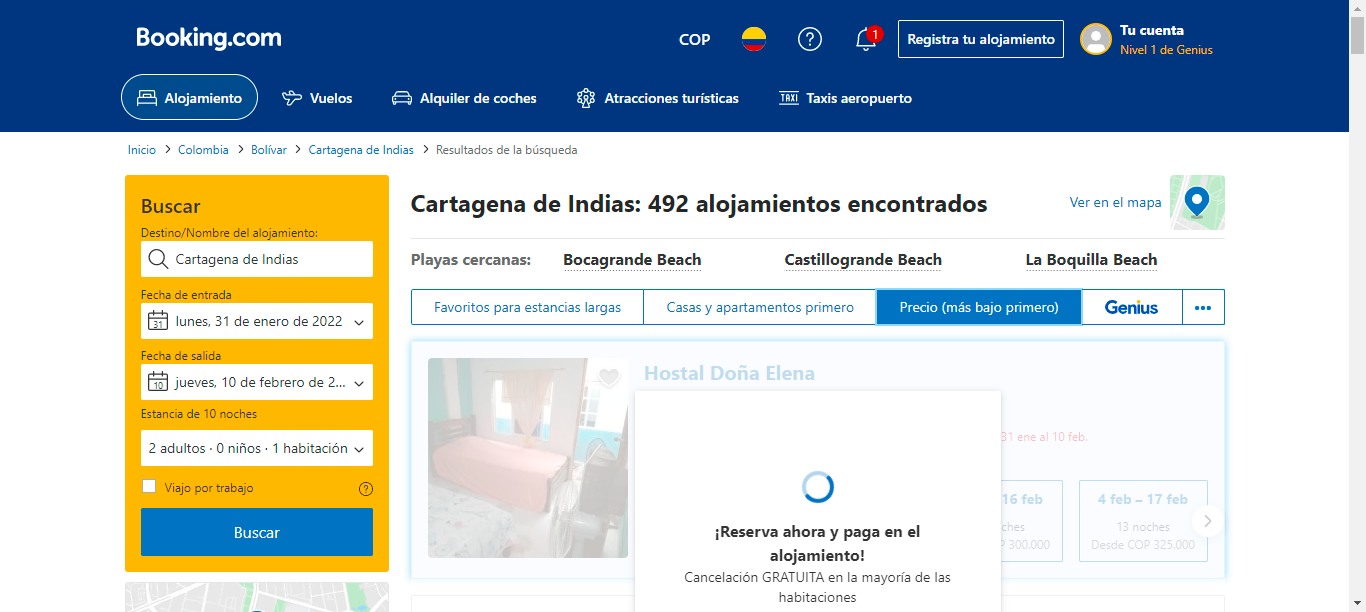 Booking.com
COP
1
Registra tu alojamiento
Tu cuenta
Nivel 1 de Genius
Alojamiento
Vuelos
Alquiler de coches
Atracciones turísticas
TAXI Taxis aeropuerto
Inicio > Colombia > Bolívar > Cartagena de Indias > Resultados de la búsqueda
Buscar
Destino/Nombre del alojamiento:
Cartagena de Indias
Fecha de entrada
31 lunes, 31 de enero de 2022
Fecha de salida
10 jueves, 10 de febrero de 2...
Estancia de 10 noches
2 adultos · 0 niños · 1 habitación
Viajo por trabajo
Buscar
Cartagena de Indias: 492 alojamientos encontrados
Ver en el mapa
Playas cercanas:
Bocagrande Beach
Castillogrande Beach
La Boquilla Beach
Favoritos para estancias largas
Casas y apartamentos primero
Precio (más bajo primero)
Genius
Hostal Doña Elena
31 ene al 10 feb.
16 feb
300.000
4 feb – 17 feb
13 noches
Desde COP 325.000
¡Reserva ahora y paga en el
alojamiento!
Cancelación GRATUITA en la mayoría de las
habitaciones